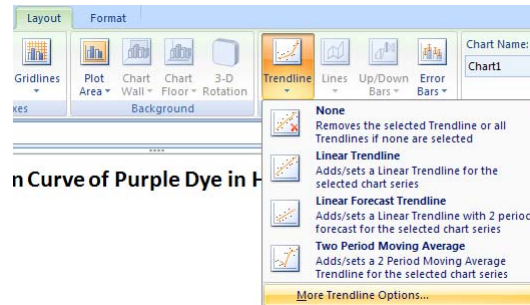 Layout Format
Gridlines
Plot Area
Chart Wall
Chart Floor
3-D Rotation
Trendline
Lines
Up/Down Bars
Error Bars
Chart Name:
Chart1
xes
Background
None
Removes the selected Trendline or all
Trendlines if none are selected
Linear Trendline
Adds/sets a Linear Trendline for the
selected chart series
Linear Forecast Trendline
Adds/sets a Linear Trendline with 2 period
forecast for the selected chart series
Two Period Moving Average
Adds/sets a 2 Period Moving Average
Trendline for the selected chart series
More Trendline Options...
n Curve of Purple Dye in H